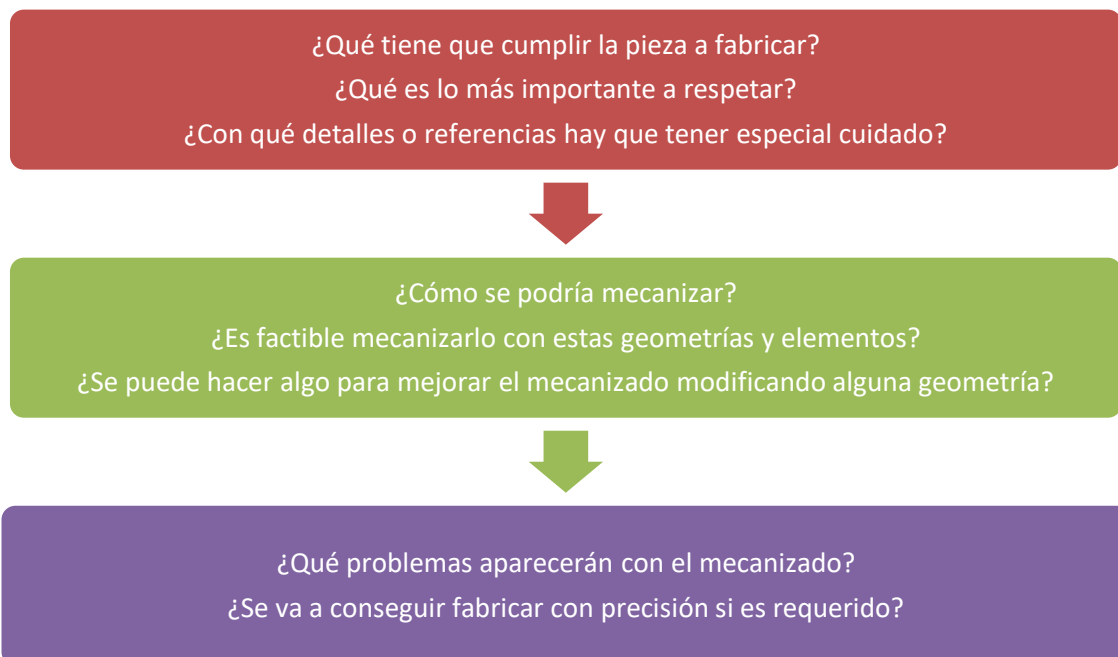 ¿Qué tiene que cumplir la pieza a fabricar?
¿Qué es lo más importante a respetar?
¿Con qué detalles o referencias hay que tener especial cuidado?
¿Cómo se podría mecanizar?
¿Es factible mecanizarlo con estas geometrías y elementos?
¿Se puede hacer algo para mejorar el mecanizado modificando alguna geometría?
¿Qué problemas aparecerán con el mecanizado?
¿Se va a conseguir fabricar con precisión si es requerido?